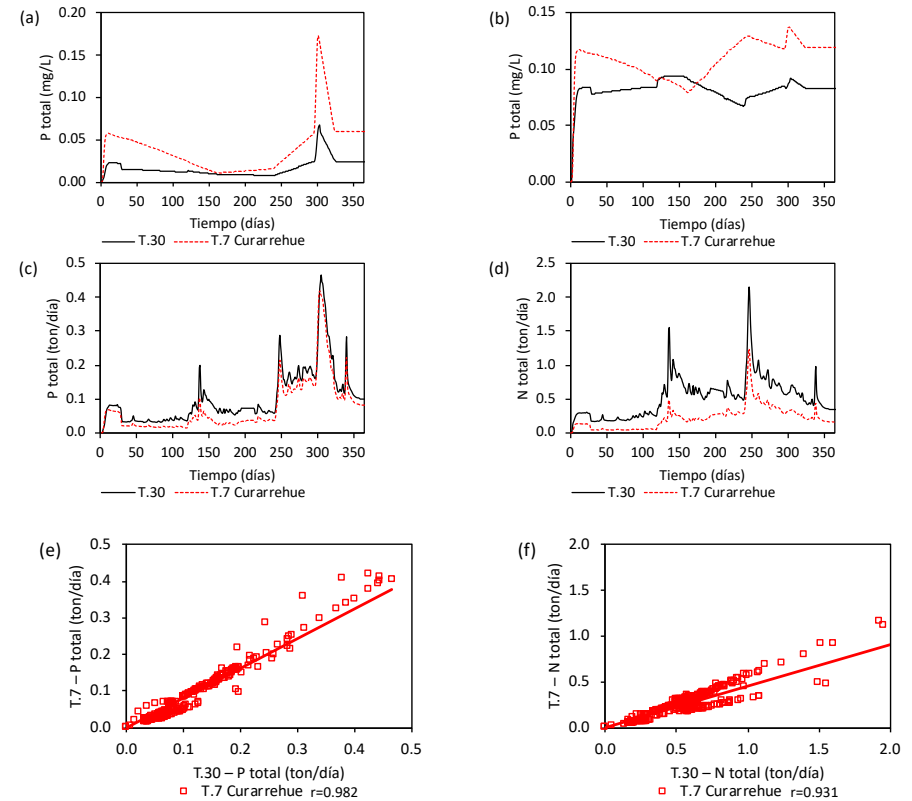 (a)
P total (mg/L)
0.20
0.15
0.10
0.05
0.00
0 50 100 150 200 250 300 350
Tiempo (días)
T.30 T.7 Curarrehue
(b)
P total (mg/L)
0.15
0.10
0.05
0.00
0 50 100 150 200 250 300 350
Tiempo (días)
T.30 T.7 Curarrehue
(c)
P total (ton/día)
0.5
0.4
0.3
0.2
0.1
0.0
0 50 100 150 200 250 300 350
Tiempo (días)
T.30 T.7 Curarrehue
(d)
N total (ton/día)
2.5
2.0
1.5
1.0
0.5
0.0
0 50 100 150 200 250 300 350
Tiempo (días)
T.30 T.7 Curarrehue
(e)
T.7 – P total (ton/día)
0.5
0.4
0.3
0.2
0.1
0.0
0.0 0.1 0.2 0.3 0.4 0.5
T.30 – P total (ton/día)
T.7 Curarrehue r=0.982
(f)
T.7 – N total (ton/día)
2.0
1.5
1.0
0.5
0.0
0.0 0.5 1.0 1.5 2.0
T.30 – N total (ton/día)
T.7 Curarrehue r=0.931